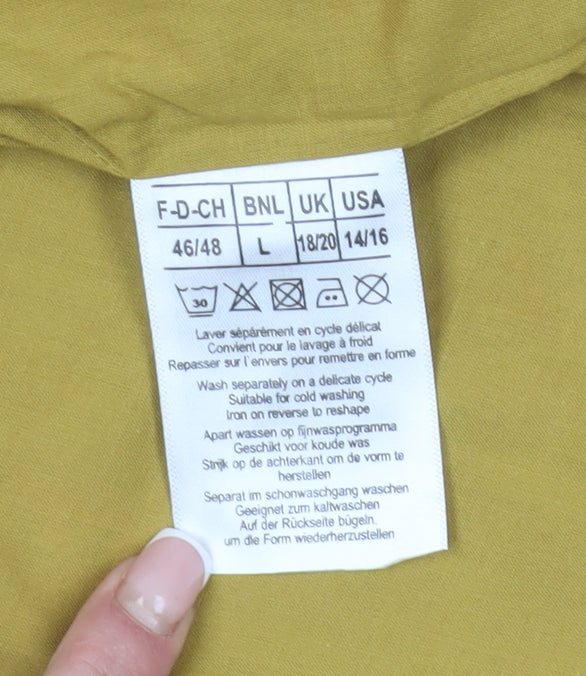 F-D-CH BNL UK USA
46/48 L 18/20 14/16
30
Laver sépárément en cycle délical
Convient pour le lavage à froid
Repasser sur l'envers pour remettre en forme
Wash separately on a delicate cycle
Suitable for cold washing
Iron on reverse to reshape
Apart wassen op fijnwasprogramma
Geschikt voor koude was
Strijk op de achterkant om de vorm te
herstellen
Separat im schonwaschgang waschen
Geeignet zum kaltwaschen
Auf der Rückseite bügeln.
um die Form wiederherzustellen